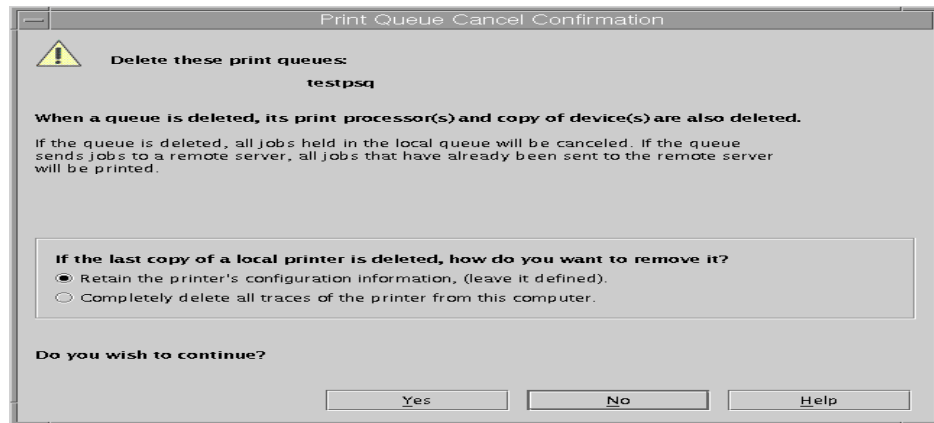 Print Queue Cancel Confirmation
Delete these print queues:
testpsq
When a queue is deleted, its print processor(s) and copy of device(s) are also deleted.
If the queue is deleted, all jobs held in the local queue will be canceled. If the queue
sends jobs to a remote server, all jobs that have already been sent to the remote server
will be printed.
If the last copy of a local printer is deleted, how do you want to remove it?
Retain the printer's configuration information, (leave it defined).
Completely delete all traces of the printer from this computer.
Do you wish to continue?
Yes
No
Help